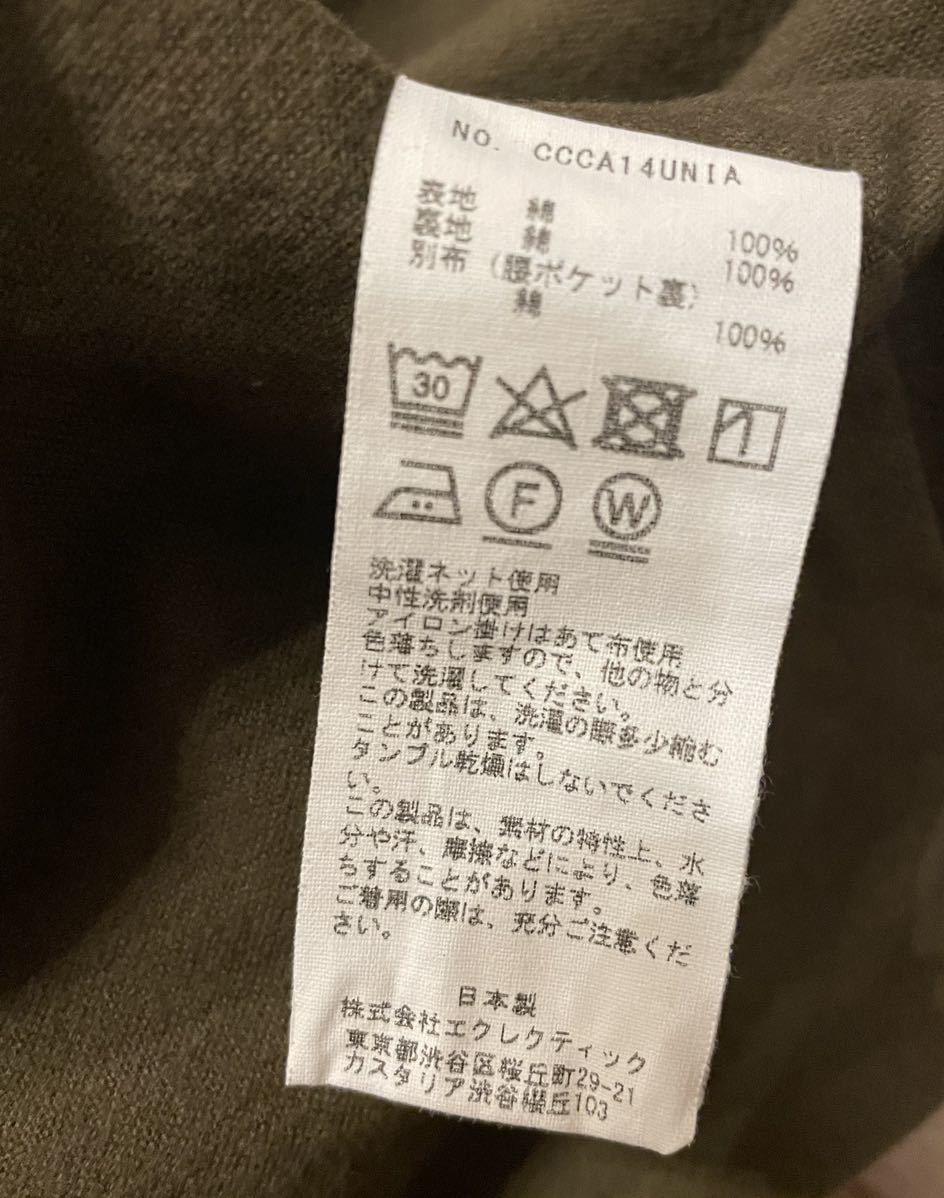 NO. CCCA14UNIA
表地 綿 100%
裏地 綿 100%
別布 (腰ポケット裏)
綿 100%
30
F
W
洗濯ネット使用
中性洗剤使用
アイロン掛けはあて布使用
色落ちしますので、他の物と分
けて洗濯してください。
この製品は、洗濯の際多少縮む
ことがあります。
タンブル乾燥はしないでくださ
い。
この製品は、素材の特性上、水
分や汗、摩擦などにより、色落
ちすることがあります。
ご着用の際は、充分ご注意くだ
さい。
日本製
株式会社エクレクティック
東京都渋谷区桜丘町29-21
カスタリア渋谷櫻丘103